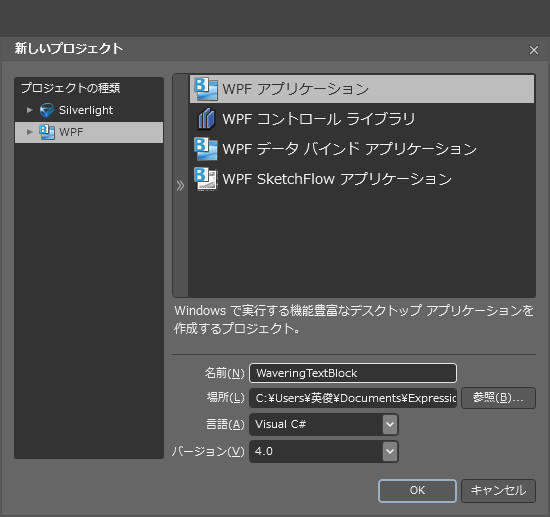 新しいプロジェクト
プロジェクトの種類
Silverlight
WPF
WPF アプリケーション
WPF コントロール ライブラリ
WPF データ バインド アプリケーション
WPF SketchFlow アプリケーション
Windows で実行する機能豊富なデスクトップ アプリケーションを
作成するプロジェクト。
名前(N) WaveringTextBlock
場所(L) C:¥Users¥英俊¥Documents¥Expressic 参照(B)...
言語(A) Visual C#
バージョン(V) 4.0
OK キャンセル